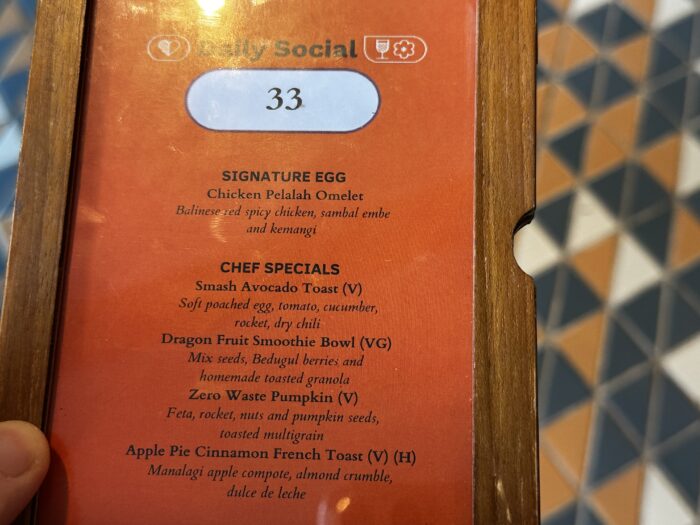 Daily Social
33
SIGNATURE EGG
Chicken Pelalah Omelet
Balinese red spicy chicken, sambal embe
and kemangi
CHEF SPECIALS
Smash Avocado Toast (V)
Soft poached egg, tomato, cucumber,
rocket, dry chili
Dragon Fruit Smoothie Bowl (VG)
Mix seeds, Bedugul berries and
homemade toasted granola
Zero Waste Pumpkin (V)
Feta, rocket, nuts and pumpkin seeds,
toasted multigrain
Apple Pie Cinnamon French Toast (V) (H)
Manalagi apple compote, almond crumble,
dulce de leche